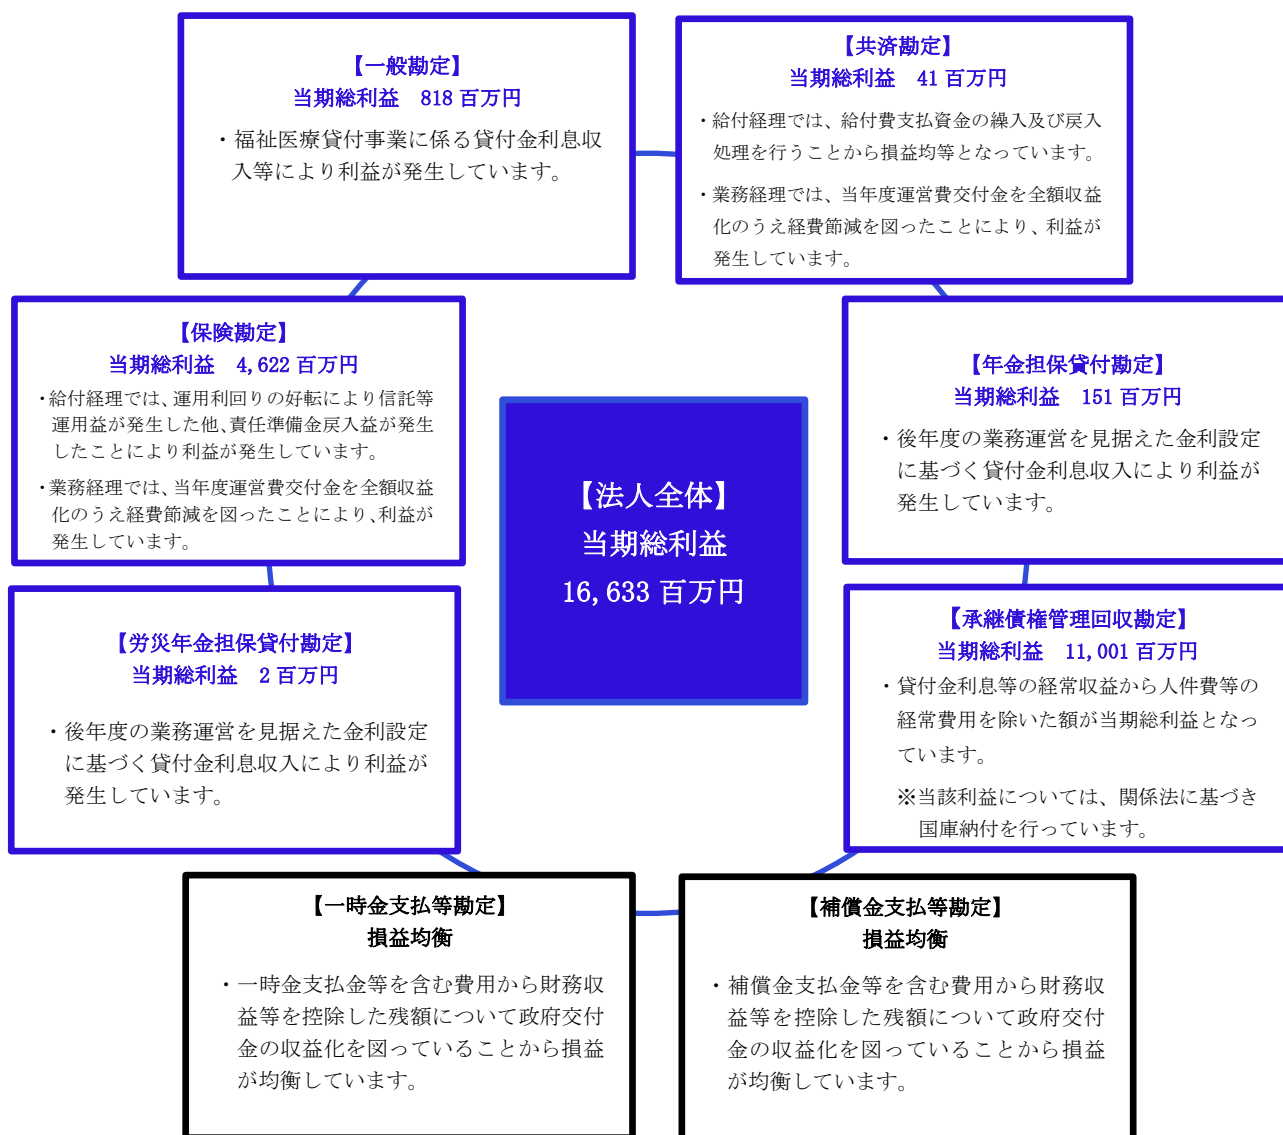 【一般勘定】
当期総利益　818 百万円
・福祉医療貸付事業に係る貸付金利息収
入等により利益が発生しています。
【共済勘定】
当期総利益　41 百万円
・給付経理では、給付費支払資金の繰入及び戻入
処理を行うことから損益均等となっています。
・業務経理では、当年度運営費交付金を全額収益
化のうえ経費節減を図ったことにより、利益が
発生しています。
【保険勘定】
当期総利益　4,622 百万円
・給付経理では、運用利回りの好転により信託等
運用益が発生した他、責任準備金戻入益が発生
したことにより利益が発生しています。
・業務経理では、当年度運営費交付金を全額収益
化のうえ経費節減を図ったことにより、利益が
発生しています。
【年金担保貸付勘定】
当期総利益　151 百万円
・後年度の業務運営を見据えた金利設定
に基づく貸付金利息収入により利益が
発生しています。
【法人全体】
当期総利益
16,633 百万円
【労災年金担保貸付勘定】
当期総利益　2 百万円
・後年度の業務運営を見据えた金利設定
に基づく貸付金利息収入により利益が
発生しています。
【承継債権管理回収勘定】
当期総利益　11,001 百万円
・貸付金利息等の経常収益から人件費等の
経常費用を除いた額が当期総利益となっ
ています。
※当該利益については、関係法に基づき
国庫納付を行っています。
【一時金支払等勘定】
損益均衡
・一時金支払金等を含む費用から財務収
益等を控除した残額について政府交付
金の収益化を図っていることから損益
が均衡しています。
【補償金支払等勘定】
損益均衡
・補償金支払金等を含む費用から財務収
益等を控除した残額について政府交付
金の収益化を図っていることから損益
が均衡しています。